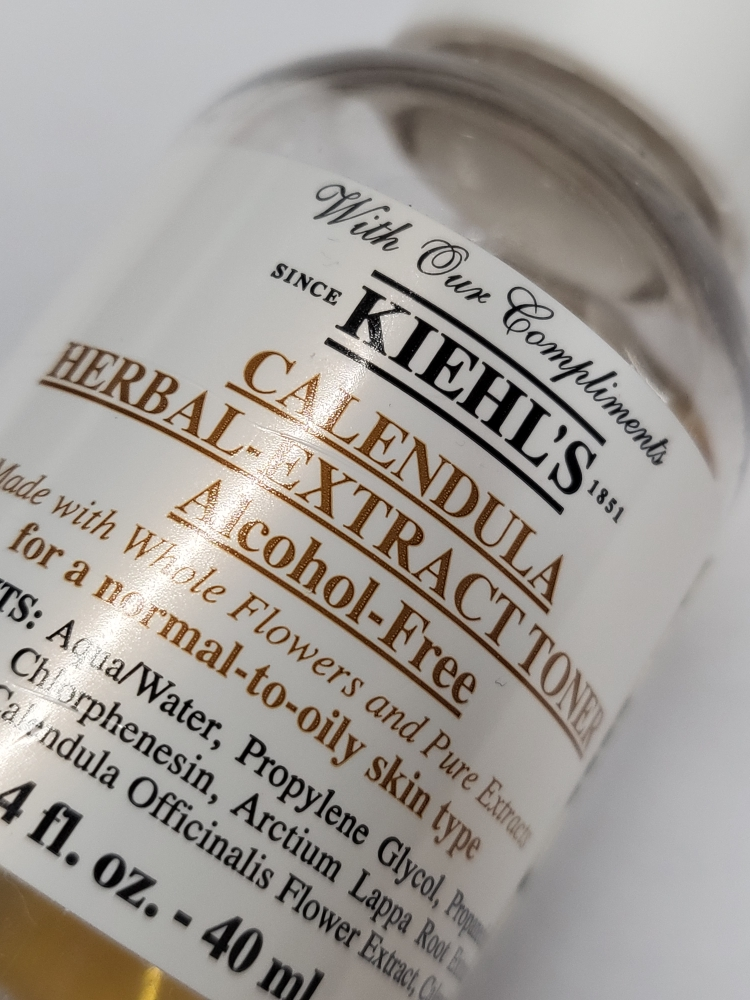 With Our Compliments
SINCE KIEHL'S 1851
CALENDULA
HERBAL-EXTRACT TONER
Alcohol-Free
Made with Whole Flowers and Pure Extracts
for a normal-to-oily skin type
TS: Aqua/Water, Propylene Glycol,
Chlorphenesin, Arctium Lappa Root
Calendula Officinalis Flower Extract,
4 fl. oz. - 40 ml